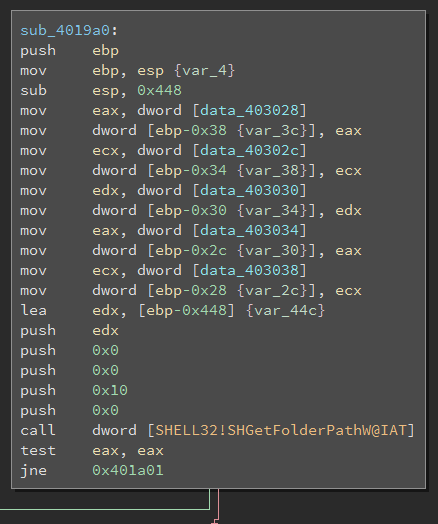 sub_4019a0:
push    ebp
mov     ebp, esp {var_4}
sub     esp, 0x448
mov     eax, dword [data_403028]
mov     dword [ebp-0x38 {var_3c}], eax
mov     ecx, dword [data_40302c]
mov     dword [ebp-0x34 {var_38}], ecx
mov     edx, dword [data_403030]
mov     dword [ebp-0x30 {var_34}], edx
mov     eax, dword [data_403034]
mov     dword [ebp-0x2c {var_30}], eax
mov     ecx, dword [data_403038]
mov     dword [ebp-0x28 {var_2c}], ecx
lea     edx, [ebp-0x448] {var_44c}
push    edx
push    0x0
push    0x0
push    0x10
push    0x0
call    dword [SHELL32!SHGetFolderPathW@IAT]
test    eax, eax
jne     0x401a01